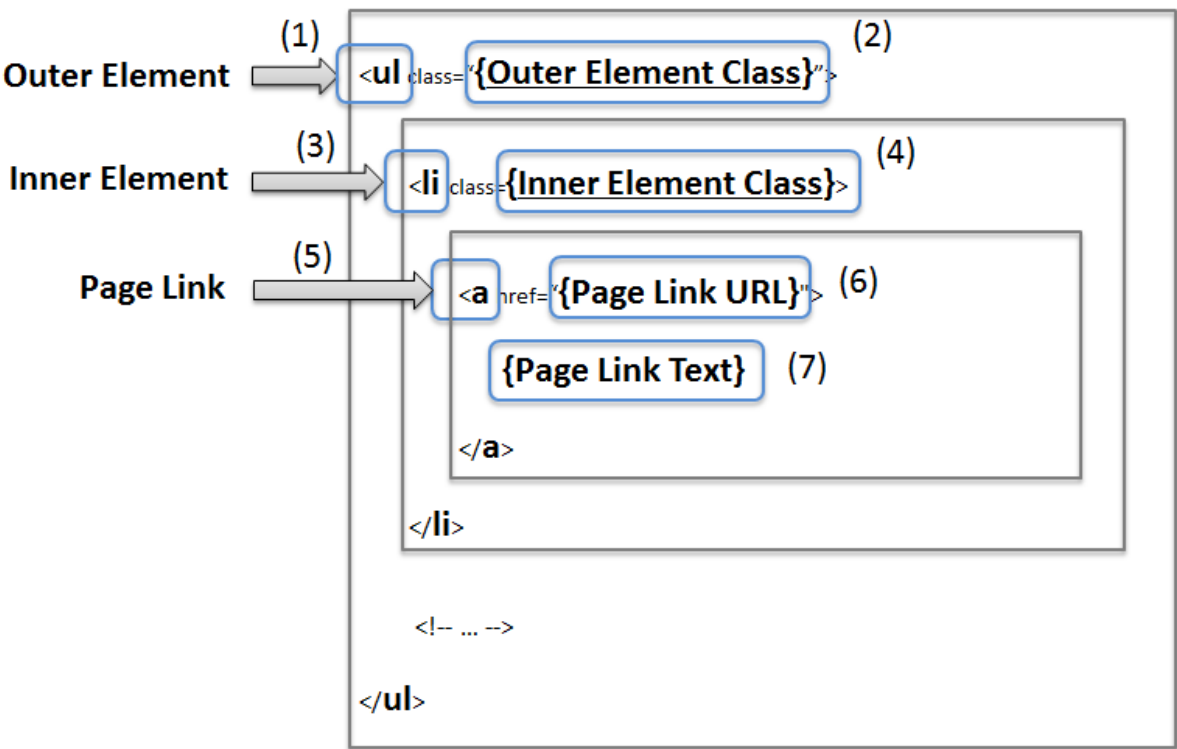 (1) (2)
Outer Element <ul class="{Outer Element Class}”>
(3) (4)
Inner Element <li class={Inner Element Class}>
(5)
Page Link <a href=“{Page Link URL}"> (6)
{Page Link Text} (7)
</a>
</li>
<!-- ... -->
</ul>